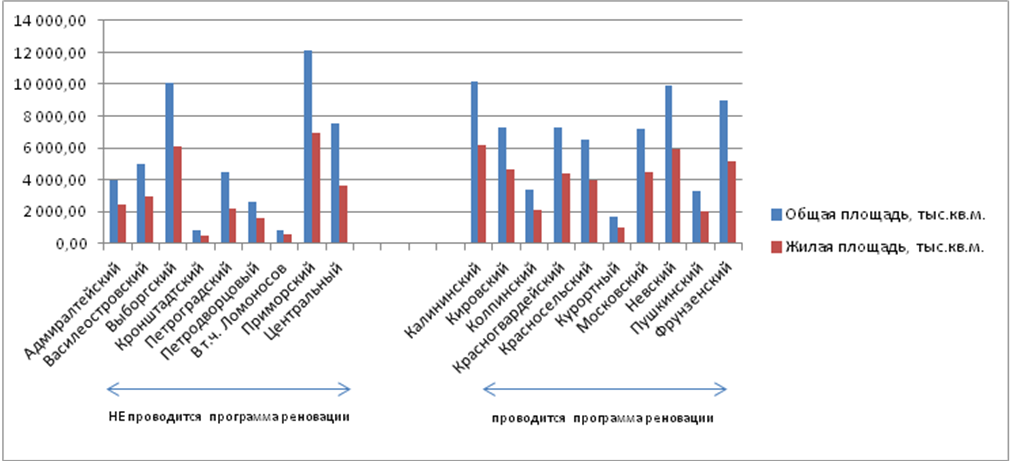 14 000,00
12 000,00
10 000,00
8 000,00
6 000,00
4 000,00
2 000,00
0,00
Адмиралтейский
Василеостровский
Выборгский
Кронштадтский
Петроградский
Петродворцовый
В т.ч. Ломоносов
Приморский
Центральный
Калининский
Кировский
Колпинский
Красногвардейский
Красносельский
Курортный
Московский
Невский
Пушкинский
Фрунзенский
Общая площадь, тыс.кв.м.
Жилая площадь, тыс.кв.м.
НЕ проводится программа реновации
проводится программа реновации